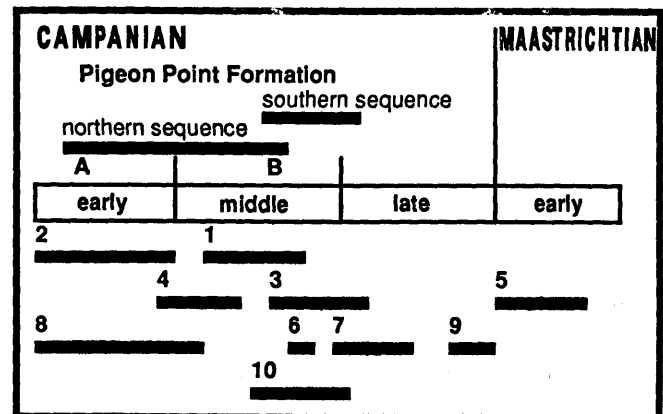 CAMPANIAN MAASTRICHTIAN
Pigeon Point Formation
southern sequence
northern sequence
A B
early middle late early
2 1
4 3 5
8 6 7 9
10